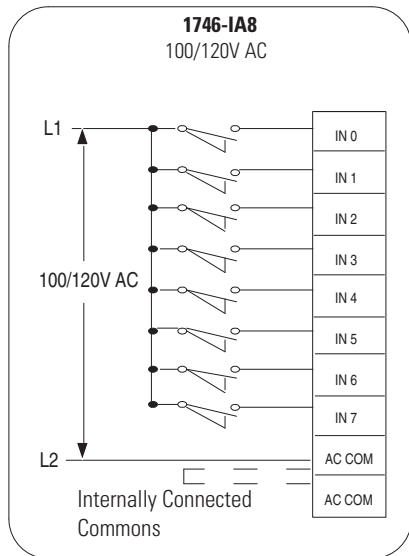 1746-IA8
100/120V AC
L1
IN 0
IN 1
IN 2
IN 3
100/120V AC
IN 4
IN 5
IN 6
IN 7
L2
AC COM
AC COM
Internally Connected
Commons